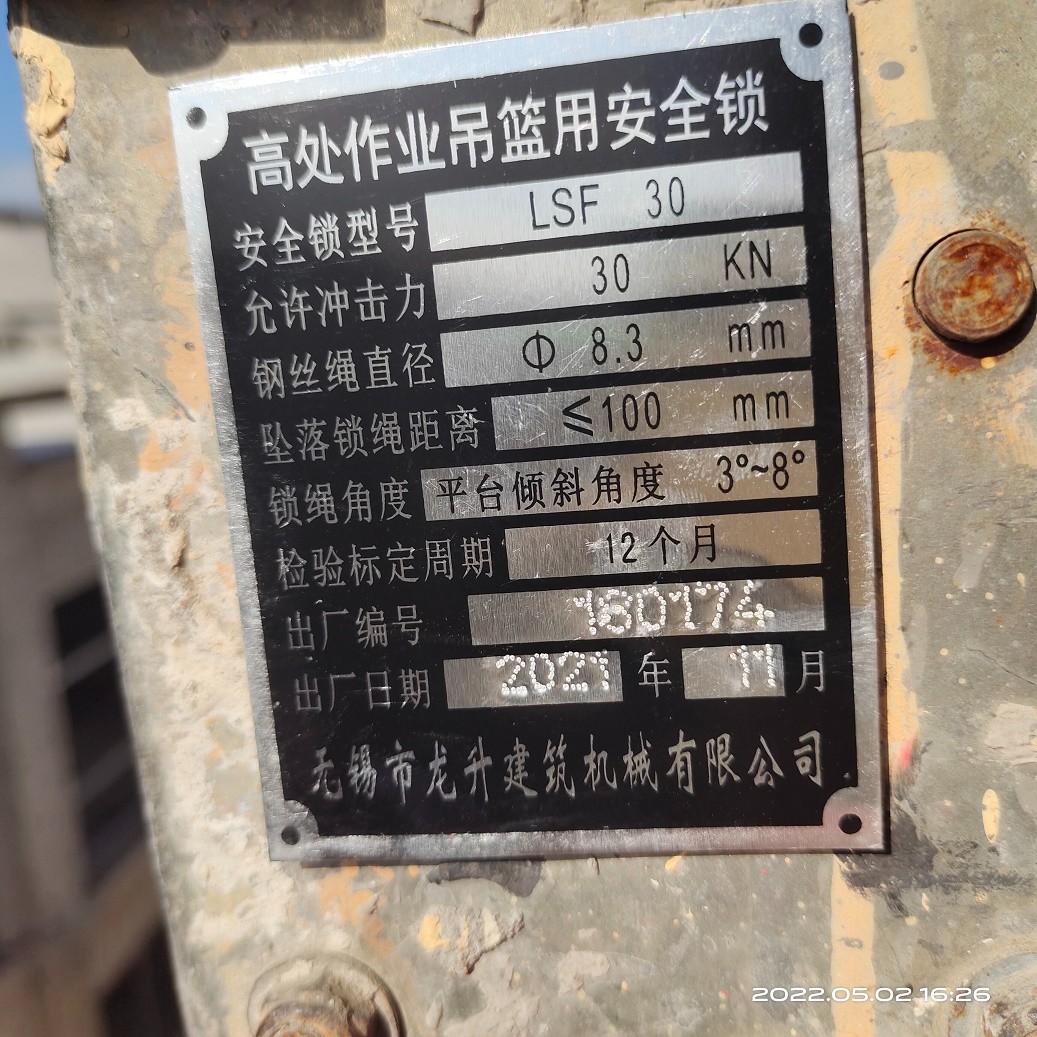 高处作业吊篮用安全锁
安全锁型号 LSF 30
允许冲击力 30 KN
钢丝绳直径 Φ 8.3 mm
坠落锁绳距离 ≤100 mm
锁绳角度 平台倾斜角度 3°~8°
检验标定周期 12个月
出厂编号 160174
出厂日期 2021 年 11 月
无锡市龙升建筑机械有限公司
2022.05.02 16:26